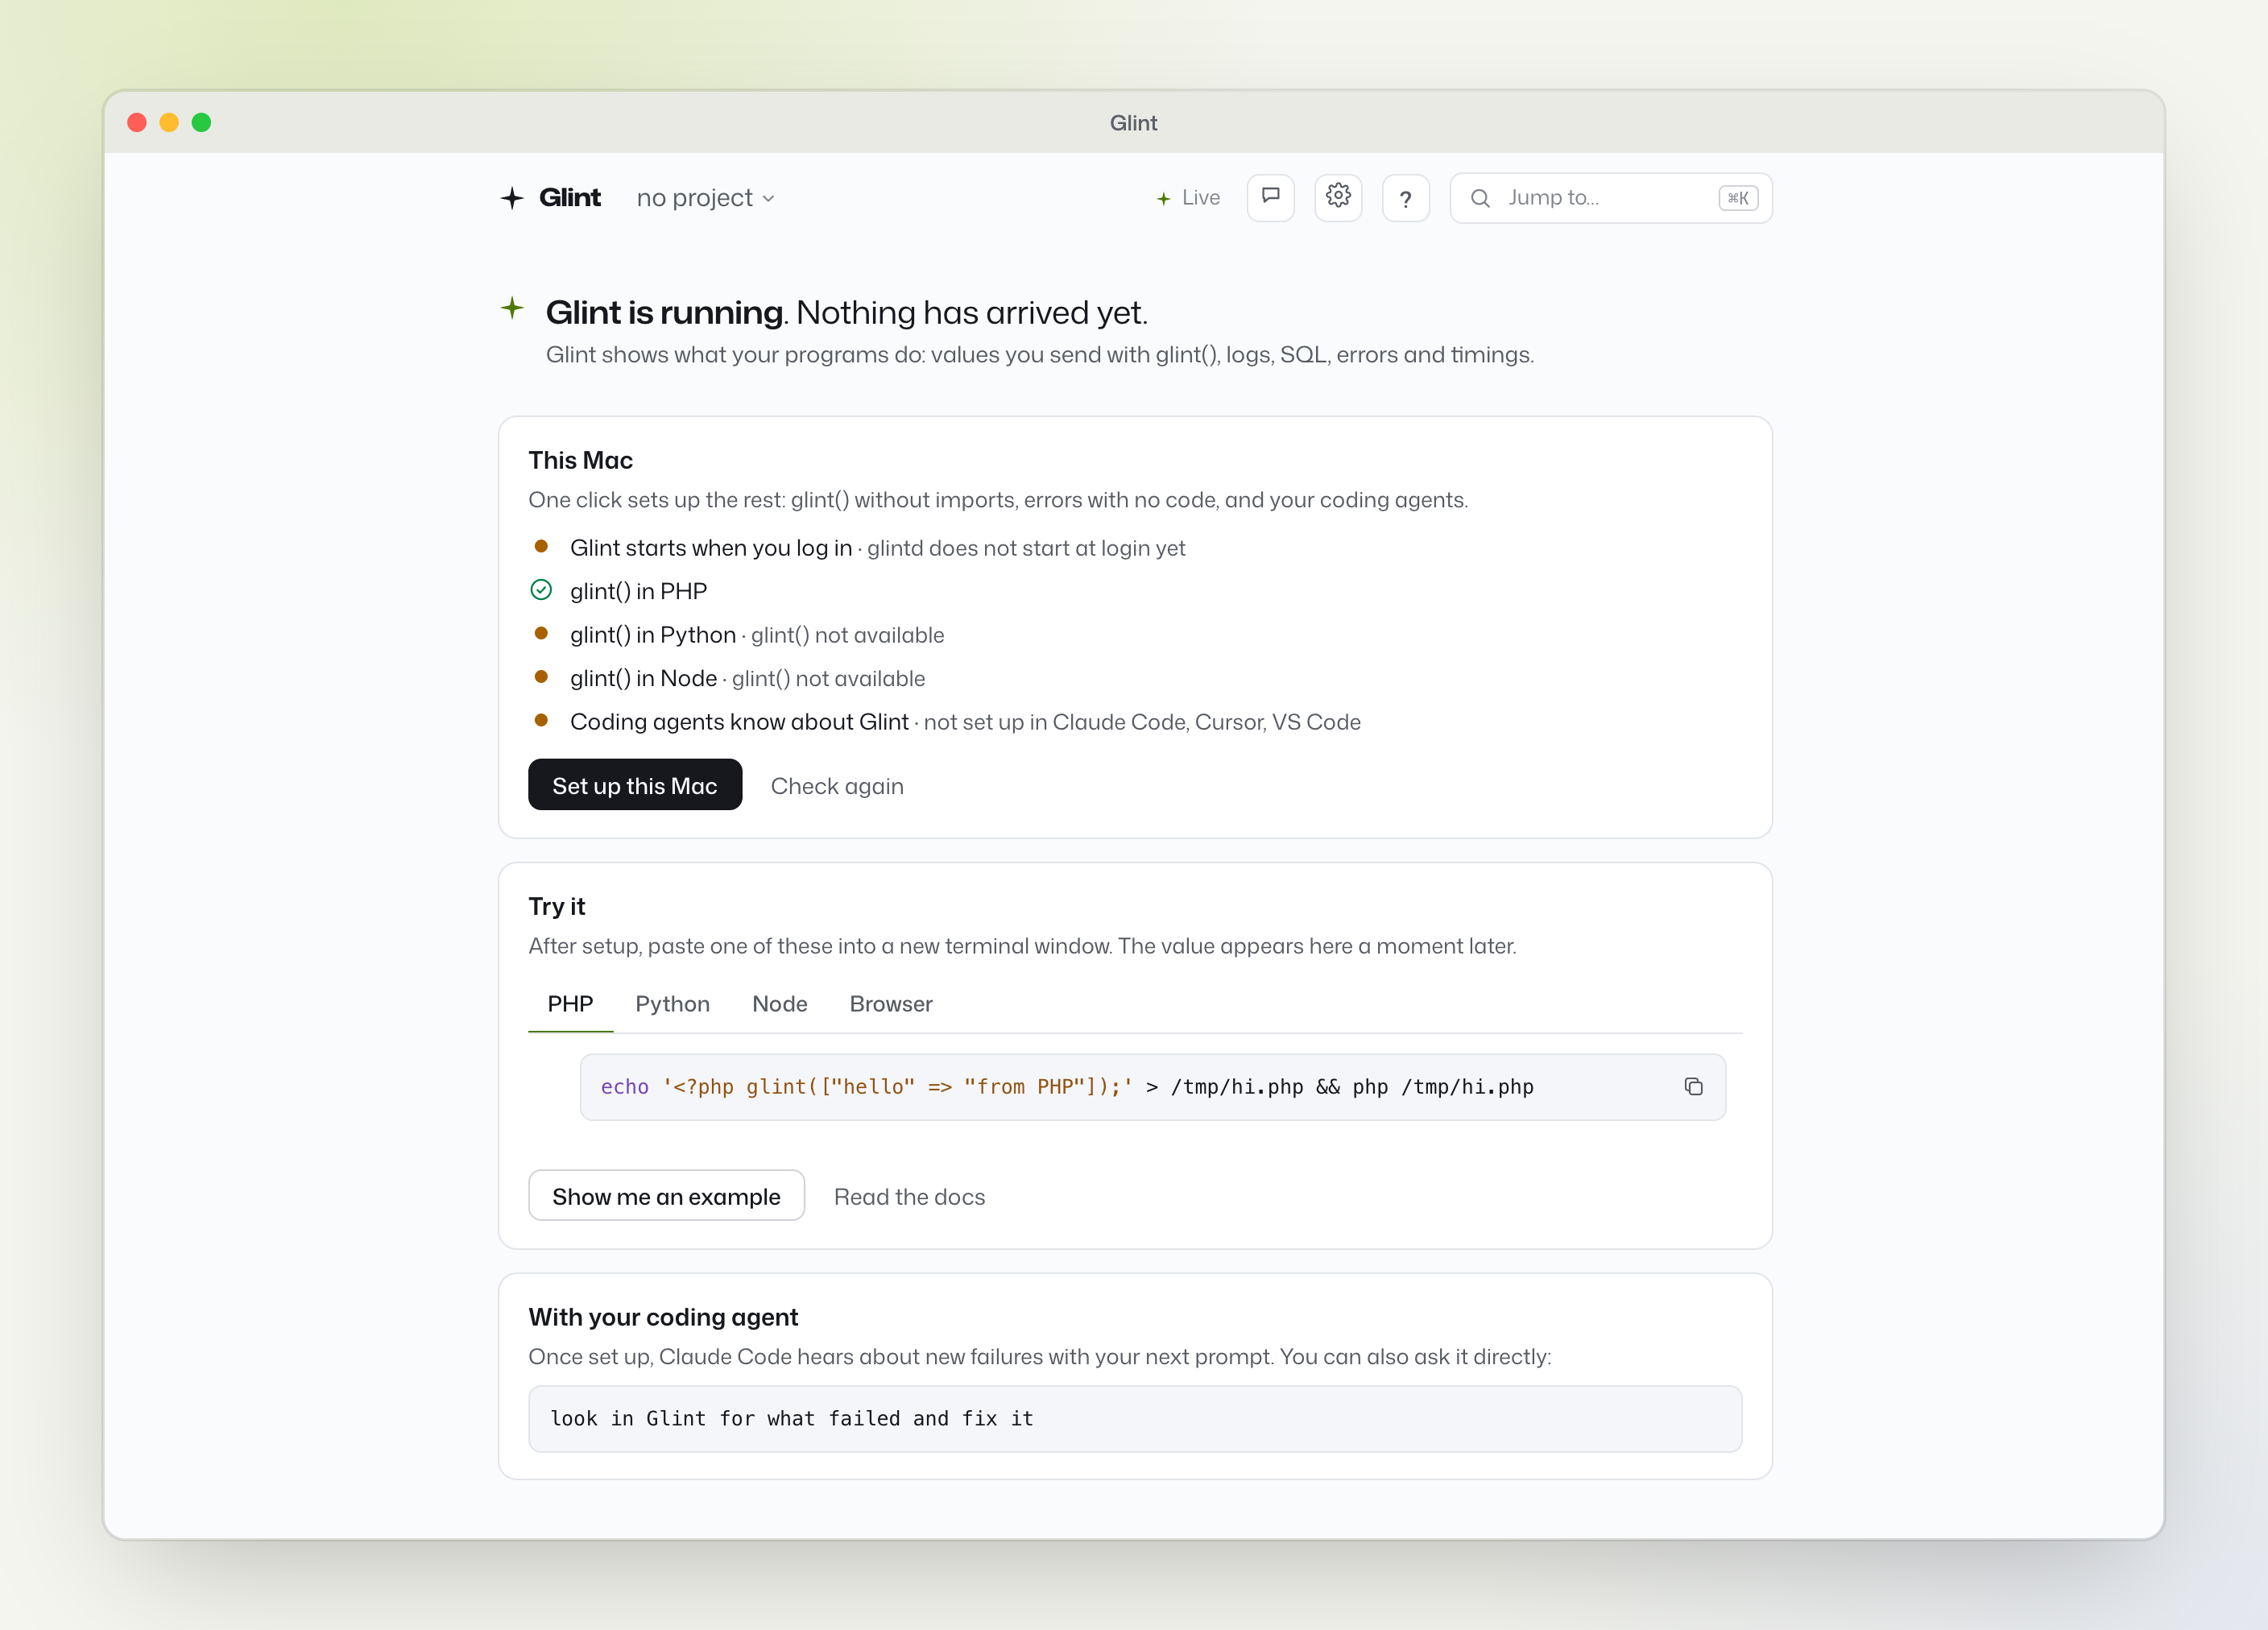 Glint
Glint no project Live ? Jump to... ⌘K
Glint is running. Nothing has arrived yet.
Glint shows what your programs do: values you send with glint(), logs, SQL, errors and timings.
This Mac
One click sets up the rest: glint() without imports, errors with no code, and your coding agents.
Glint starts when you log in · glintd does not start at login yet
glint() in PHP
glint() in Python · glint() not available
glint() in Node · glint() not available
Coding agents know about Glint · not set up in Claude Code, Cursor, VS Code
Set up this Mac Check again
Try it
After setup, paste one of these into a new terminal window. The value appears here a moment later.
PHP Python Node Browser
echo '<?php glint(["hello" => "from PHP"]);' > /tmp/hi.php && php /tmp/hi.php
Show me an example Read the docs
With your coding agent
Once set up, Claude Code hears about new failures with your next prompt. You can also ask it directly:
look in Glint for what failed and fix it